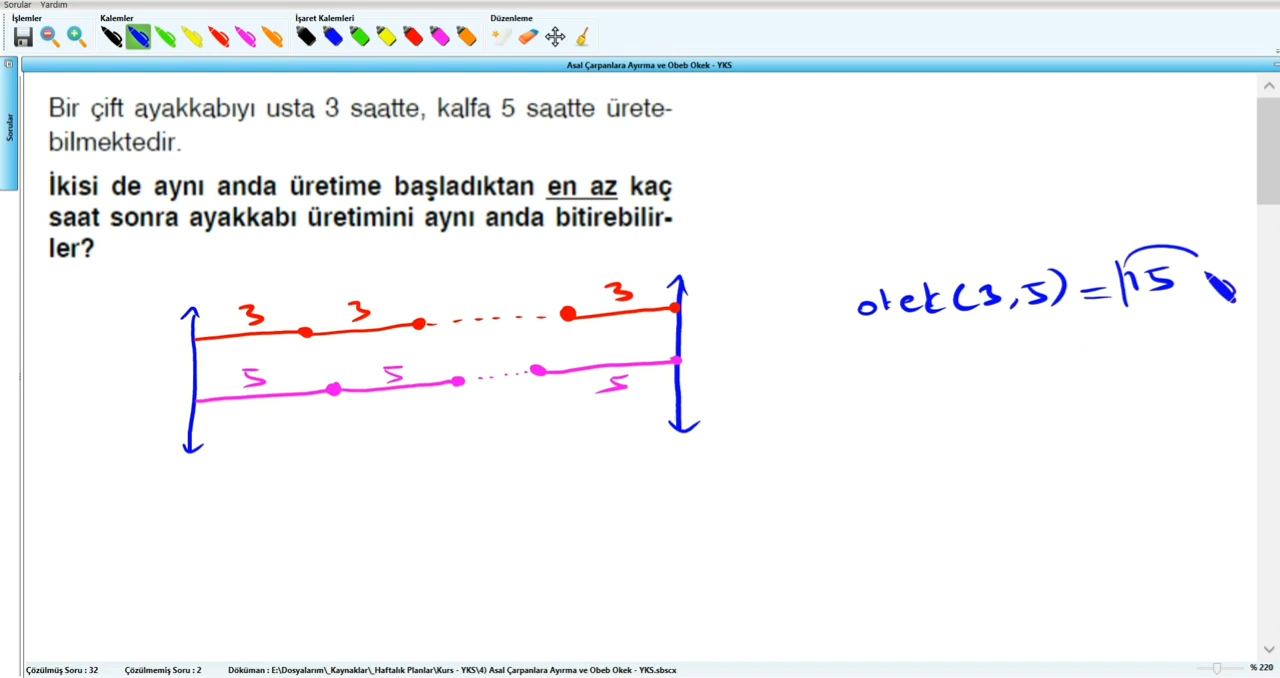 Sorular Yardım
İşlemler Kalemler İşaret Kalemleri Düzenleme
Asal Çarpanlara Ayırma ve Obeb Okek - YKS
Sorular
Bir çift ayakkabıyı usta 3 saatte, kalfa 5 saatte ürete-
bilmektedir.
İkisi de aynı anda üretime başladıktan en az kaç
saat sonra ayakkabı üretimini aynı anda bitirebilir-
ler?
3 3 3
5 5 5
okek(3,5)=15
Çözülmüş Soru : 32 Çözülmemiş Soru : 2 Döküman : E:\Dosyalarım\_Kaynaklar\_Haftalık Planlar\Kurs - YKS\4) Asal Çarpanlara Ayırma ve Obeb Okek - YKS.sbscx % 220